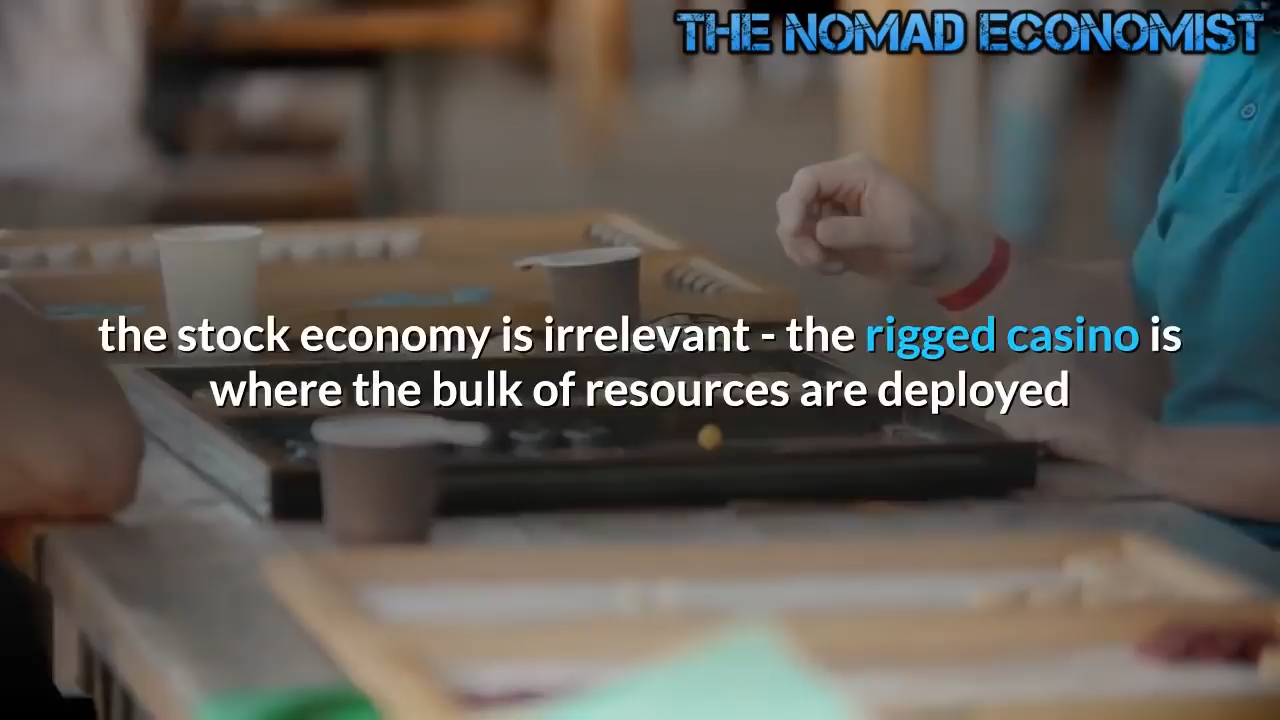 THE NOMAD ECONOMIST
the stock economy is irrelevant - the rigged casino is
where the bulk of resources are deployed